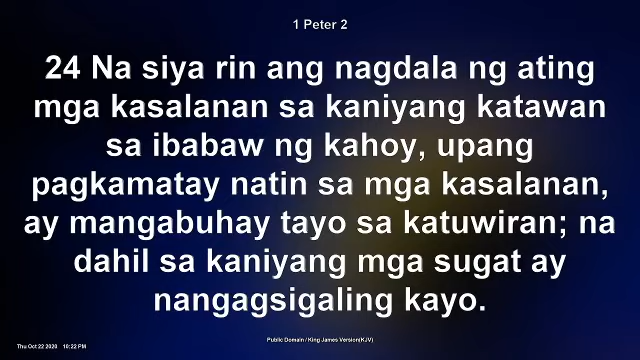 1 Peter 2
24 Na siya rin ang nagdala ng ating
mga kasalanan sa kaniyang katawan
sa ibabaw ng kahoy, upang
pagkamatay natin sa mga kasalanan,
ay mangabuhay tayo sa katuwiran; na
dahil sa kaniyang mga sugat ay
nangagsigaling kayo.
Public Domain / King James Version(KJV)
Thu Oct 22 2020 10:22 PM